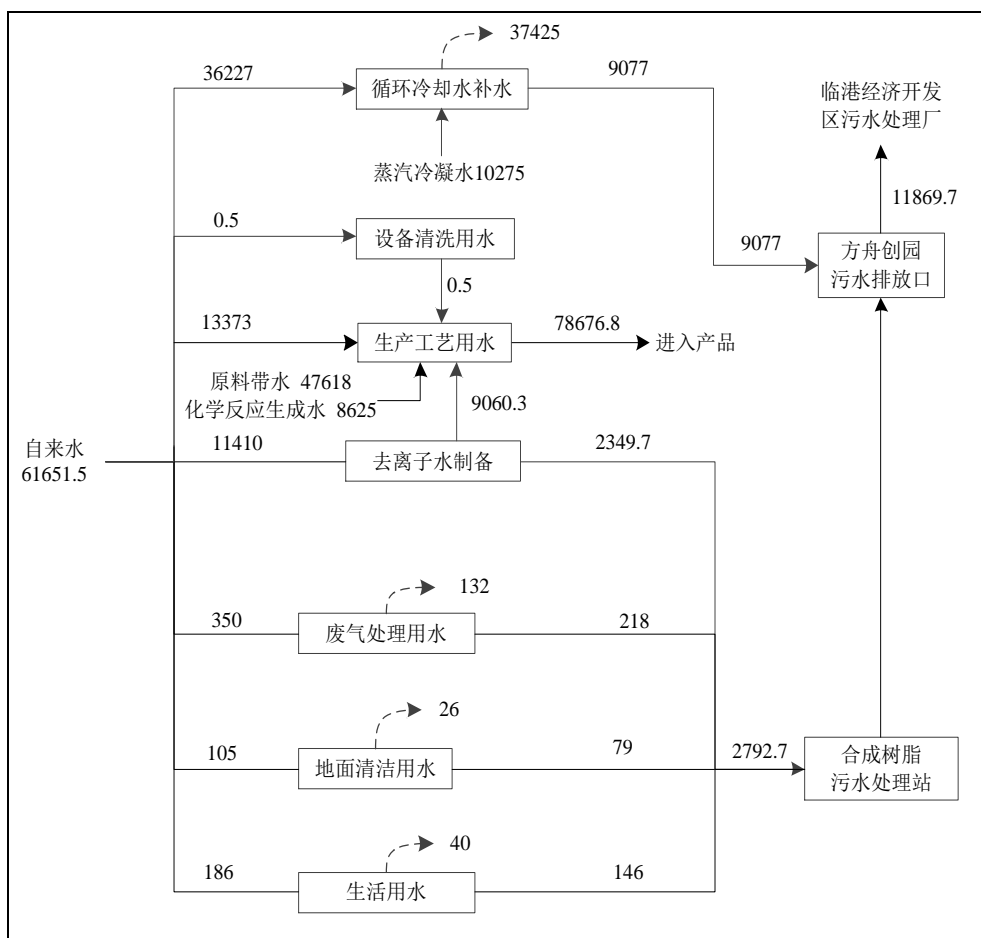 37425
36227
循环冷却水补水
9077
蒸汽冷凝水10275
临港经济开发
区污水处理厂
11869.7
0.5
设备清洗用水
9077
方舟创园
污水排放口
0.5
13373
生产工艺用水
78676.8
进入产品
原料带水 47618
化学反应生成水 8625
9060.3
自来水
61651.5
11410
去离子水制备
2349.7
132
350
废气处理用水
218
26
105
地面清洁用水
79
2792.7
合成树脂
污水处理站
40
186
生活用水
146